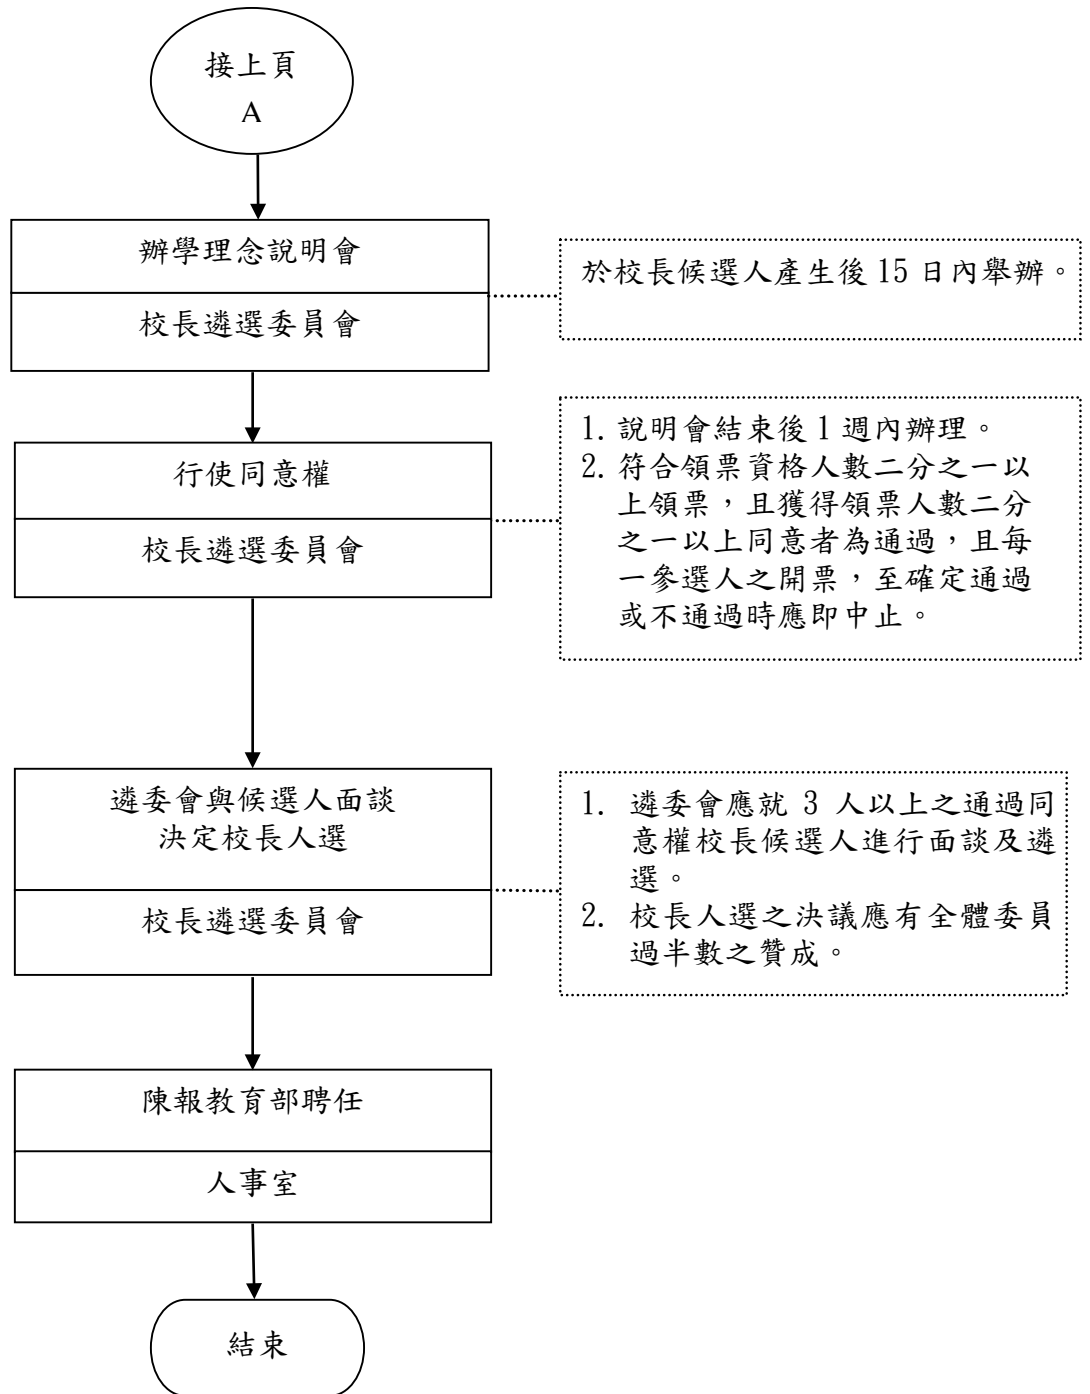 接上頁
A
辦學理念說明會
校長遴選委員會
於校長候選人產生後 15 日內舉辦。
行使同意權
校長遴選委員會
1. 說明會結束後 1 週內辦理。
2. 符合領票資格人數二分之一以
上領票，且獲得領票人數二分
之一以上同意者為通過，且每
一參選人之開票，至確定通過
或不通過時應即中止。
遴委會與候選人面談
決定校長人選
校長遴選委員會
1. 遴委會應就 3 人以上之通過同
意權校長候選人進行面談及遴
選。
2. 校長人選之決議應有全體委員
過半數之贊成。
陳報教育部聘任
人事室
結束